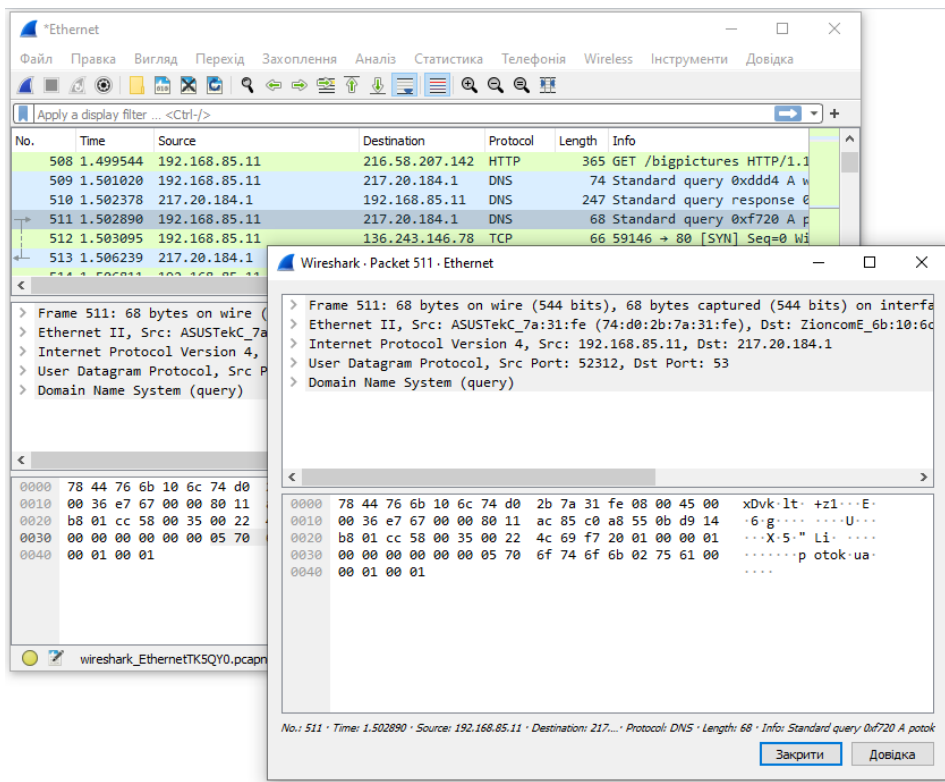 *Ethernet
Файл Правка Вигляд Перехід Захоплення Аналіз Статистика Телефонія Wireless Інструменти Довідка
Apply a display filter ... <Ctrl-/>
No. Time Source Destination Protocol Length Info
508 1.499544 192.168.85.11 216.58.207.142 HTTP 365 GET /bigpictures HTTP/1.1
509 1.501020 192.168.85.11 217.20.184.1 DNS 74 Standard query 0xddd4 A w
510 1.502378 217.20.184.1 192.168.85.11 DNS 247 Standard query response 0
511 1.502890 192.168.85.11 217.20.184.1 DNS 68 Standard query 0xf720 A p
512 1.503095 192.168.85.11 136.243.146.78 TCP 66 59146 → 80 [SYN] Seq=0 Wi
513 1.506239 217.20.184.1
514 1.506811 192.168.85.11
Frame 511: 68 bytes on wire (
Ethernet II, Src: ASUSTekC_7a
Internet Protocol Version 4,
User Datagram Protocol, Src P
Domain Name System (query)
0000 78 44 76 6b 10 6c 74 d0
0010 00 36 e7 67 00 00 80 11
0020 b8 01 cc 58 00 35 00 22
0030 00 00 00 00 00 00 05 70
0040 00 01 00 01
wireshark_EthernetTK5QY0.pcapn
Wireshark · Packet 511 · Ethernet
Frame 511: 68 bytes on wire (544 bits), 68 bytes captured (544 bits) on interfa
Ethernet II, Src: ASUSTekC_7a:31:fe (74:d0:2b:7a:31:fe), Dst: ZioncomE_6b:10:6c
Internet Protocol Version 4, Src: 192.168.85.11, Dst: 217.20.184.1
User Datagram Protocol, Src Port: 52312, Dst Port: 53
Domain Name System (query)
0000 78 44 76 6b 10 6c 74 d0 2b 7a 31 fe 08 00 45 00 xDvk·lt· +z1···E·
0010 00 36 e7 67 00 00 80 11 ac 85 c0 a8 55 0b d9 14 ·6·g···· ····U···
0020 b8 01 cc 58 00 35 00 22 4c 69 f7 20 01 00 00 01 ···X·5·" Li· ····
0030 00 00 00 00 00 00 05 70 6f 74 6f 6b 02 75 61 00 ·······p otok·ua·
0040 00 01 00 01 ····
No.: 511 · Time: 1.502890 · Source: 192.168.85.11 · Destination: 217.... · Protocol: DNS · Length: 68 · Info: Standard query 0xf720 A potok
Закрити Довідка